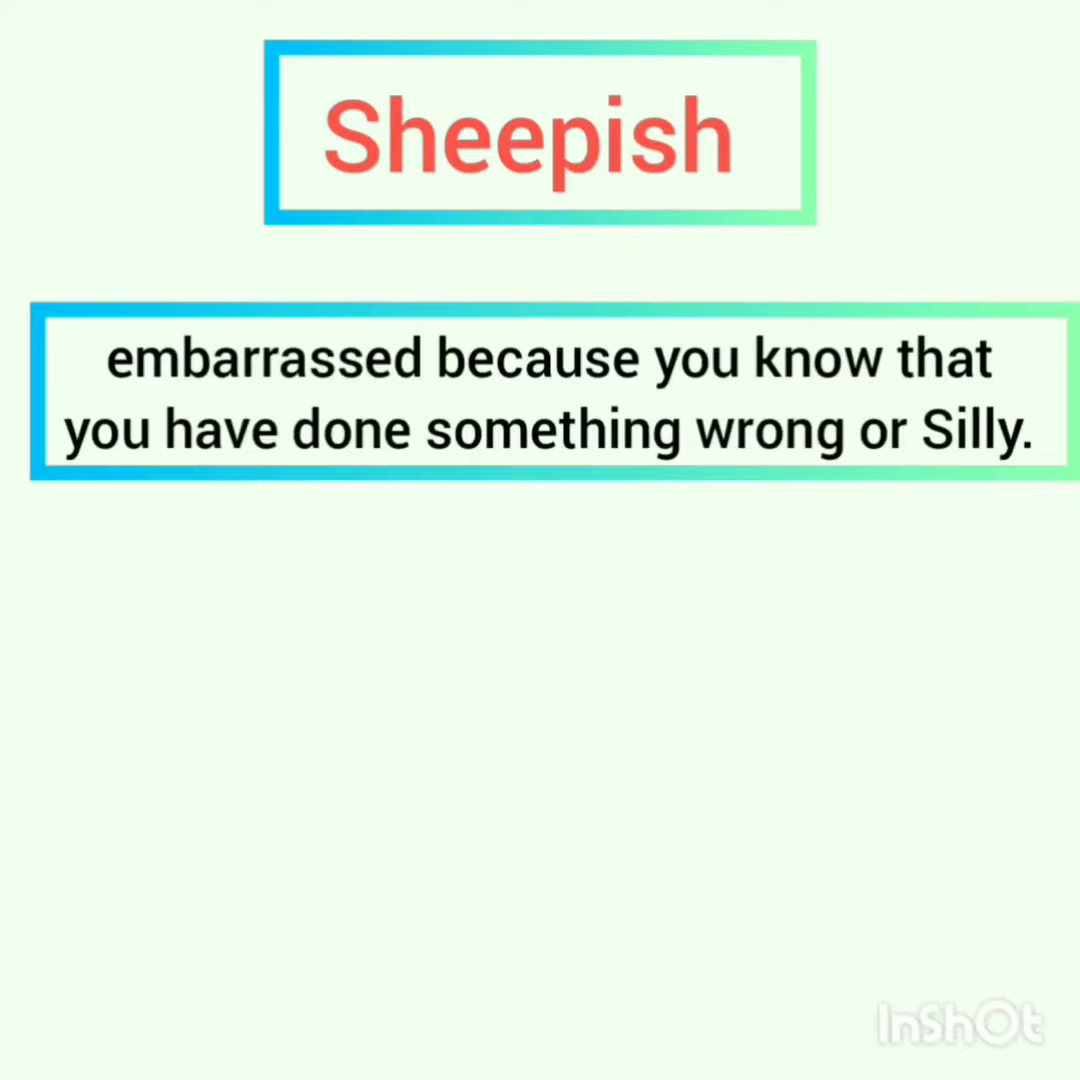 Sheepish
embarrassed because you know that
you have done something wrong or Silly.
InShOt